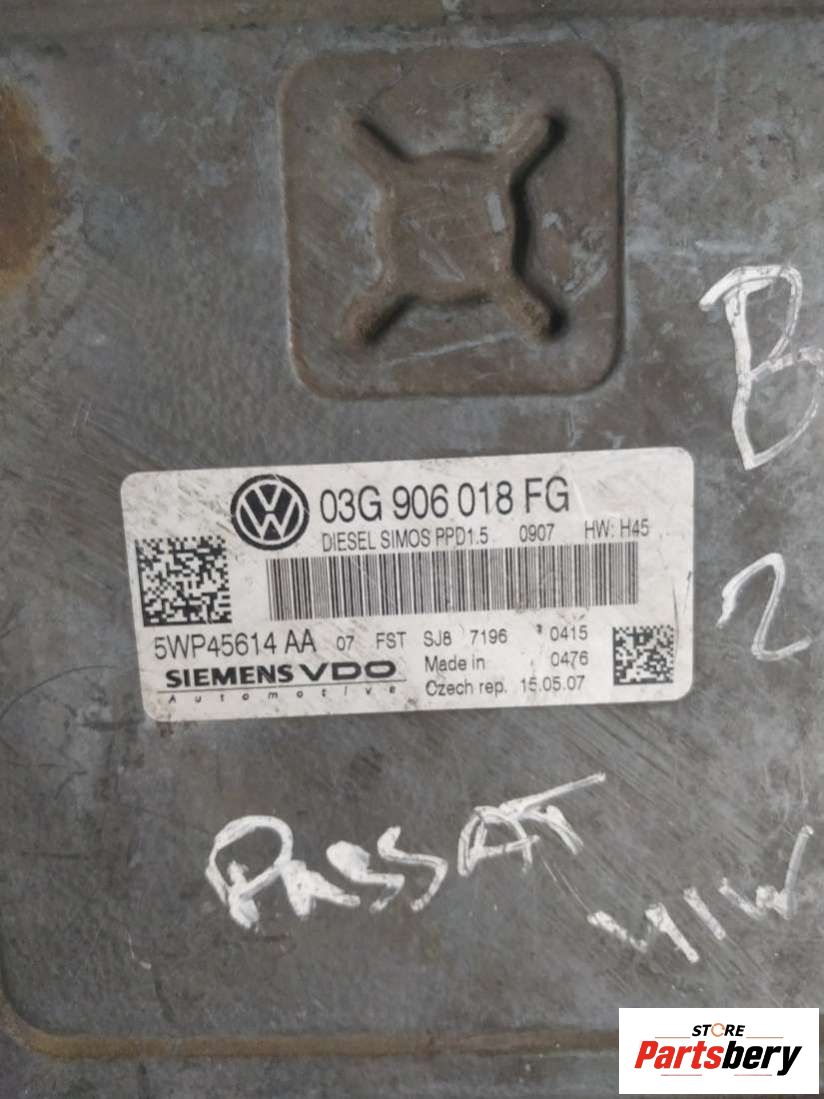 B
03G 906 018 FG
DIESEL SIMOS PPD1.5 0907 HW: H45
2
5WP45614 AA 07 FST SJ8 7196 0415
SIEMENS VDO Made in 0476
Automotive Czech rep. 15.05.07
PASSAT
STORE
Partsbery